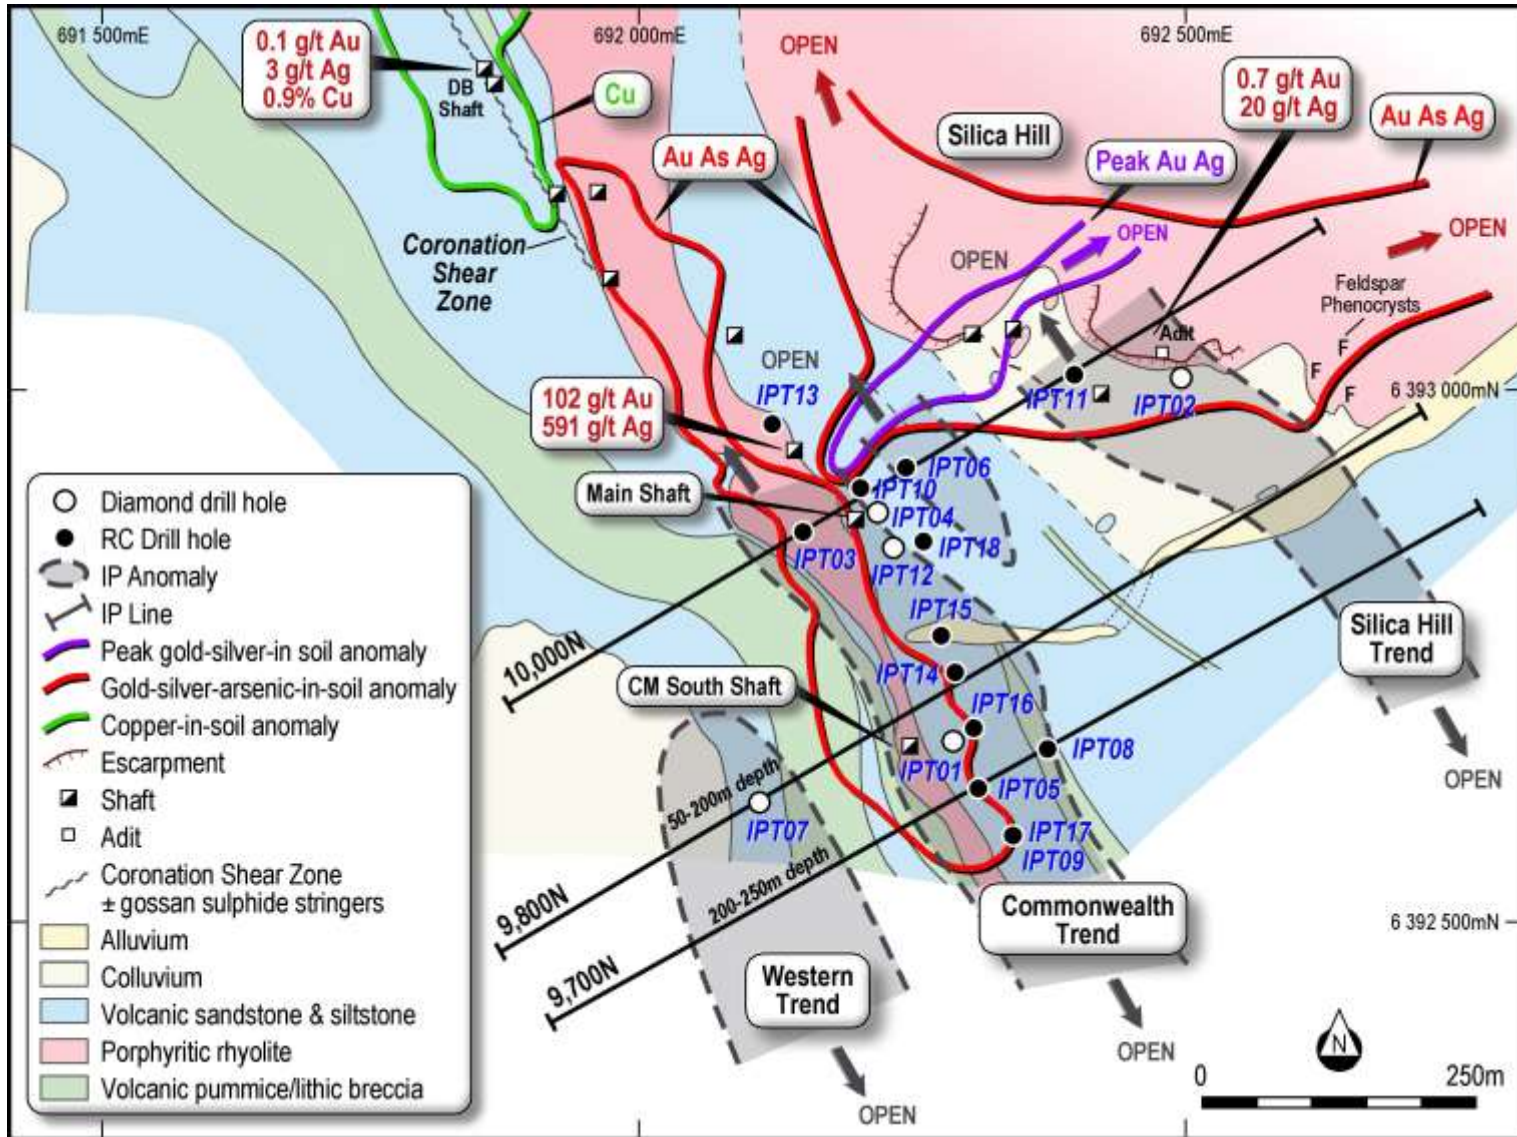 691 500mE
692 000mE
692 500mE
0.1 g/t Au
3 g/t Ag
0.9% Cu
DB
Shaft
Cu
OPEN
0.7 g/t Au
20 g/t Ag
Au As Ag
Silica Hill
Au As Ag
Peak Au Ag
Coronation
Shear
Zone
OPEN
OPEN
OPEN
Feldspar
Phenocrysts
F
F
F
Adit
OPEN
IPT13
IPT11
IPT02
6 393 000mN
102 g/t Au
591 g/t Ag
Main Shaft
IPT06
IPT10
IPT04
IPT18
IPT03
IPT12
IPT15
IPT14
Silica Hill
Trend
10,000N
CM South Shaft
IPT16
IPT08
IPT01
IPT05
OPEN
50-200m depth
IPT07
IPT17
IPT09
200-250m depth
9,800N
9,700N
Commonwealth
Trend
6 392 500mN
Western
Trend
OPEN
OPEN
N
0
250m
Diamond drill hole
RC Drill hole
IP Anomaly
IP Line
Peak gold-silver-in soil anomaly
Gold-silver-arsenic-in-soil anomaly
Copper-in-soil anomaly
Escarpment
Shaft
Adit
Coronation Shear Zone
± gossan sulphide stringers
Alluvium
Colluvium
Volcanic sandstone & siltstone
Porphyritic rhyolite
Volcanic pummice/lithic breccia